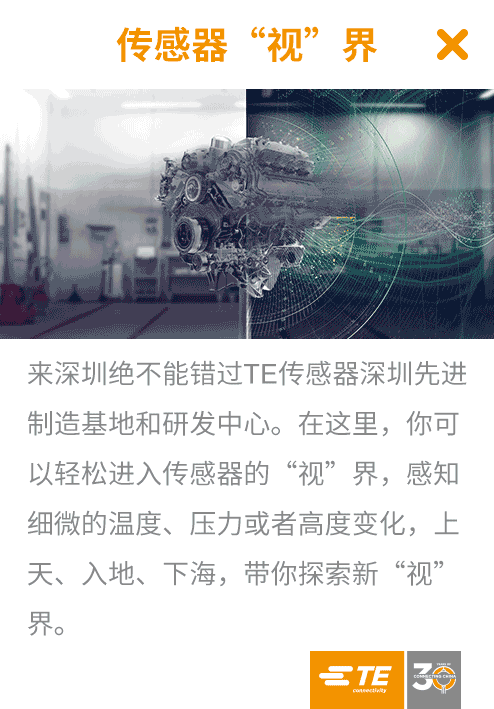 传感器“视”界
来深圳绝不能错过TE传感器深圳先进
制造基地和研发中心。在这里，你可
以轻松进入传感器的“视”界，感知
细微的温度、压力或者高度变化，上
天、入地、下海，带你探索新“视”
界。
TE
connectivity
30
YEARS OF
CONNECTING CHINA